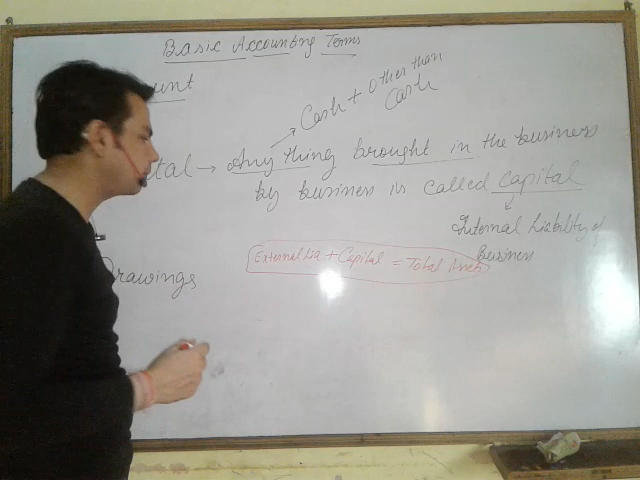 Basic Accounting Terms
unt
Cash + Other than
Cash
tal → Any thing brought in the business
by business is called capital
Internal Liability of
Business
External Lia + Capital = Total
Drawings